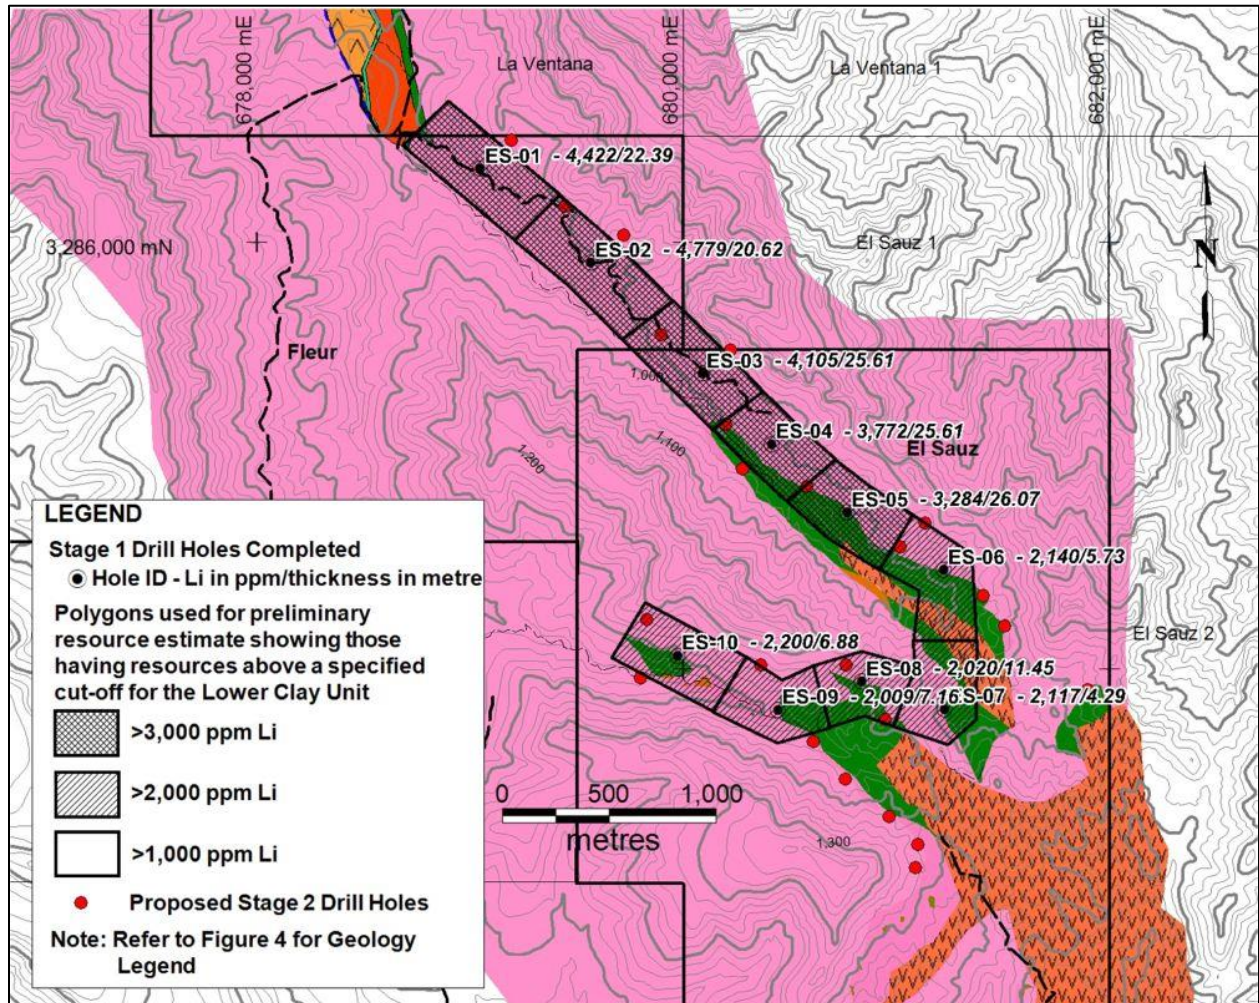 678,000 mE
La Ventana
680,000 mE
La Ventana 1
682,000 mE
ES-01 - 4,422/22.39
3,286,000 mN
ES-02 - 4,779/20.62
El Sauz 1
N
Fleur
ES-03 - 4,105/25.61
1,000
ES-04 - 3,772/25.61
1,100
El Sauz
1,200
ES-05 - 3,284/26.07
ES-06 - 2,140/5.73
El Sauz 2
ES-10 - 2,200/6.88
ES-08 - 2,020/11.45
ES-09 - 2,009/7.16
ES-07 - 2,117/4.29
0 500 1,000
metres
1,300
LEGEND
Stage 1 Drill Holes Completed
Hole ID - Li in ppm/thickness in metre
Polygons used for preliminary
resource estimate showing those
having resources above a specified
cut-off for the Lower Clay Unit
>3,000 ppm Li
>2,000 ppm Li
>1,000 ppm Li
Proposed Stage 2 Drill Holes
Note: Refer to Figure 4 for Geology
Legend